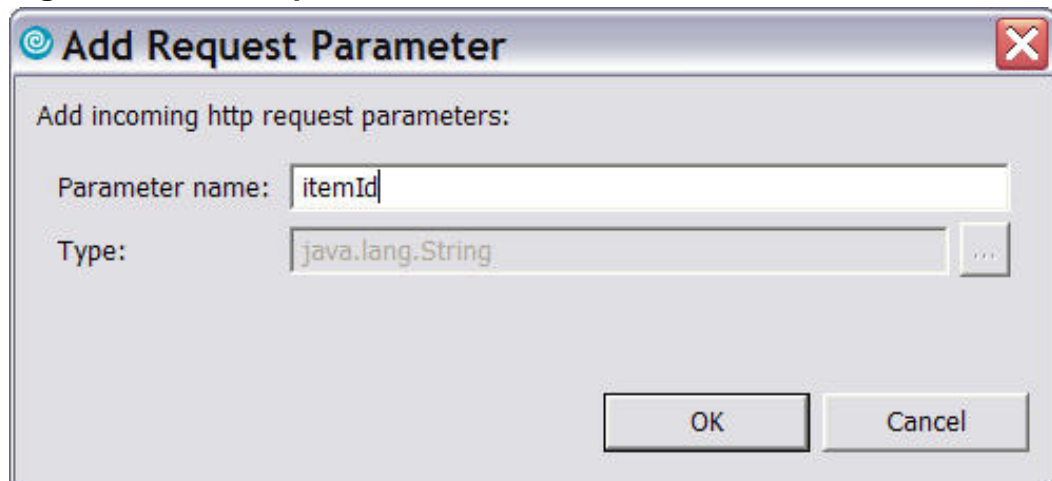 Add Request Parameter
Add incoming http request parameters:
Parameter name: itemId
Type: java.lang.String ...
OK Cancel